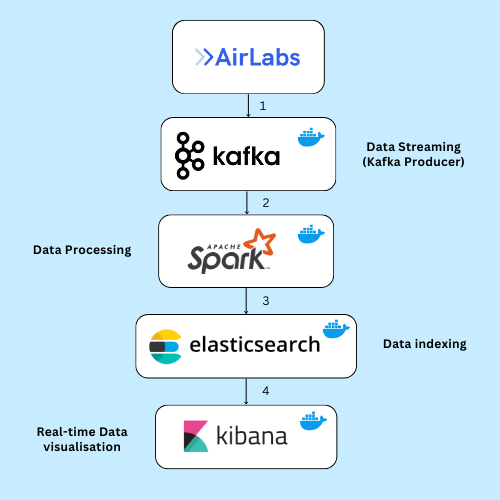 AirLabs
1
kafka
Data Streaming
(Kafka Producer)
2
Data Processing
APACHE
Spark
3
elasticsearch
Data indexing
4
Real-time Data
visualisation
kibana